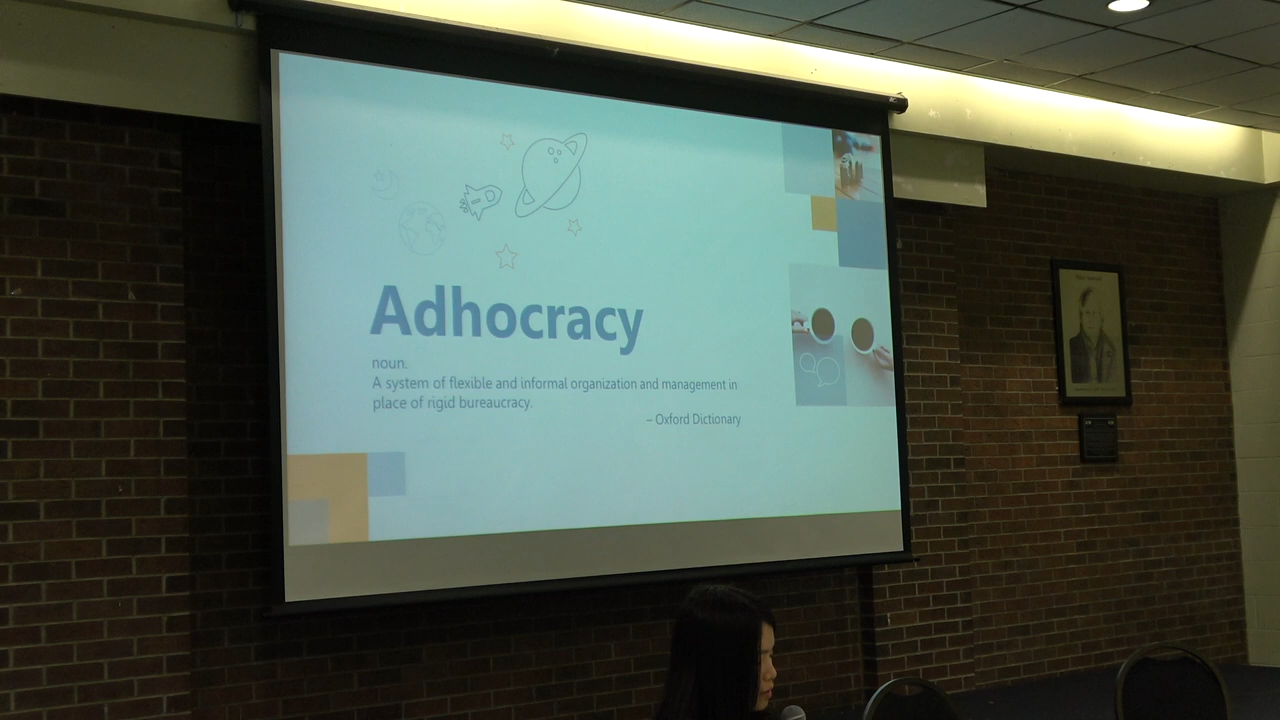 Adhocracy
noun.
A system of flexible and informal organization and management in
place of rigid bureaucracy.
– Oxford Dictionary